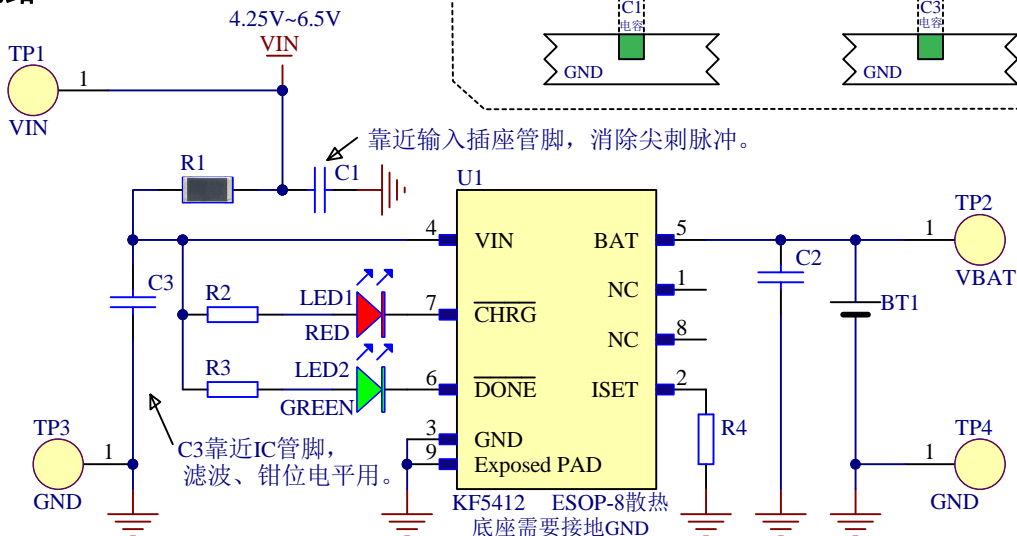 4.25V~6.5V
VIN
TP1
1
VIN
C1
电容
GND
C3
电容
GND
靠近输入插座管脚，消除尖刺脉冲。
R1
C1
U1
4
VIN
BAT
5
1
TP2
VBAT
C3
R2
LED1
RED
7
CHRG
NC
1
C2
BT1
NC
8
R3
LED2
GREEN
6
DONE
ISET
2
R4
3
GND
9
Exposed PAD
TP3
1
GND
C3靠近IC管脚，
滤波、钳位电平用。
KF5412
ESOP-8散热
底座需要接地GND
TP4
1
GND